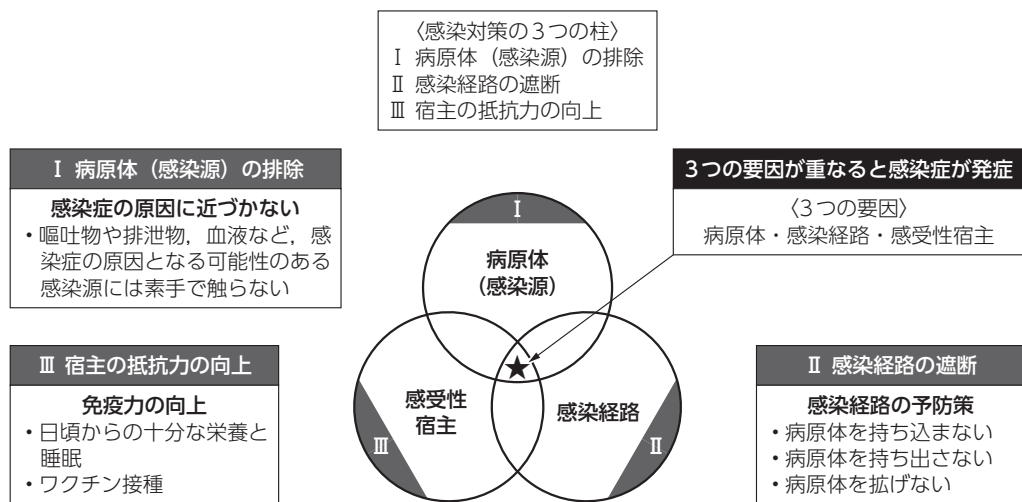 〈感染対策の3つの柱〉
Ⅰ 病原体（感染源）の排除
Ⅱ 感染経路の遮断
Ⅲ 宿主の抵抗力の向上
Ⅰ 病原体（感染源）の排除
感染症の原因に近づかない
・嘔吐物や排泄物，血液など，感
染症の原因となる可能性のある
感染源には素手で触らない
3つの要因が重なると感染症が発症
〈3つの要因〉
病原体・感染経路・感受性宿主
Ⅰ
病原体
（感染源）
★
感受性
宿主
感染経路
Ⅲ
Ⅱ
Ⅲ 宿主の抵抗力の向上
免疫力の向上
・日頃からの十分な栄養と
睡眠
・ワクチン接種
Ⅱ 感染経路の遮断
感染経路の予防策
・病原体を持ち込まない
・病原体を持ち出さない
・病原体を拡げない